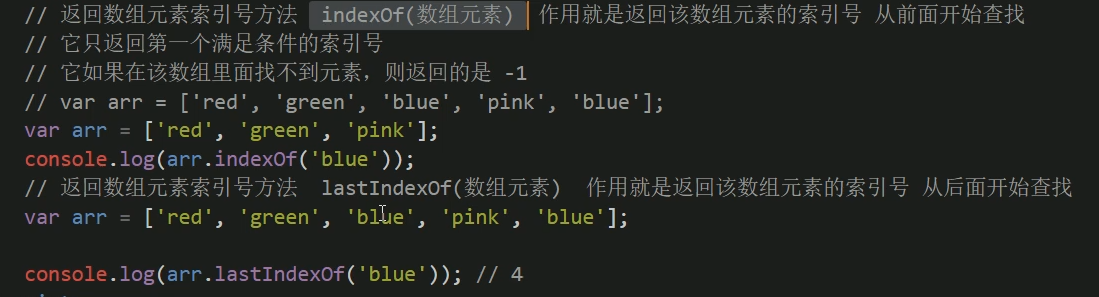 // 返回数组元素索引号方法  indexOf(数组元素)  作用就是返回该数组元素的索引号 从前面开始查找
// 它只返回第一个满足条件的索引号
// 它如果在该数组里面找不到元素，则返回的是 -1
// var arr = ['red', 'green', 'blue', 'pink', 'blue'];
var arr = ['red', 'green', 'pink'];
console.log(arr.indexOf('blue'));
// 返回数组元素索引号方法  lastIndexOf(数组元素)  作用就是返回该数组元素的索引号 从后面开始查找
var arr = ['red', 'green', 'blue', 'pink', 'blue'];
console.log(arr.lastIndexOf('blue')); // 4